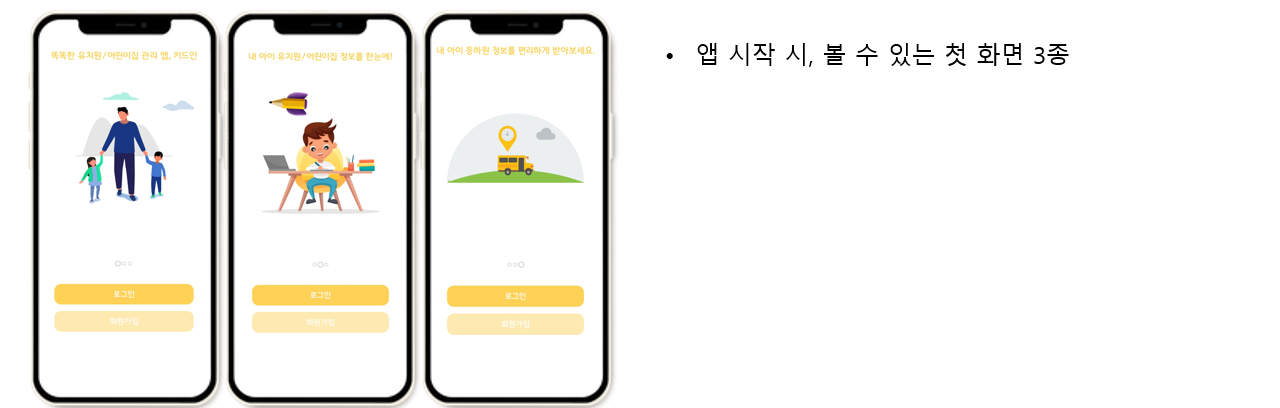 똑똑한 유치원/어린이집 관리 앱, 키드인
로그인
회원가입
내 아이 유치원/어린이집 정보를 한눈에!
로그인
회원가입
내 아이 등하원 정보를 편리하게 받아보세요.
로그인
회원가입
• 앱 시작 시, 볼 수 있는 첫 화면 3종